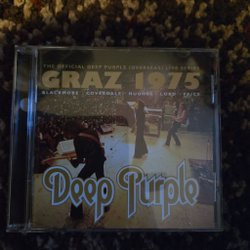 THE OFFICIAL DEEP PURPLE (OVERSEAS) LIVE SERIES
GRAZ 1975
BLACKMORE . COVERDALE . HUGHES . LORD . PAICE
Deep Purple